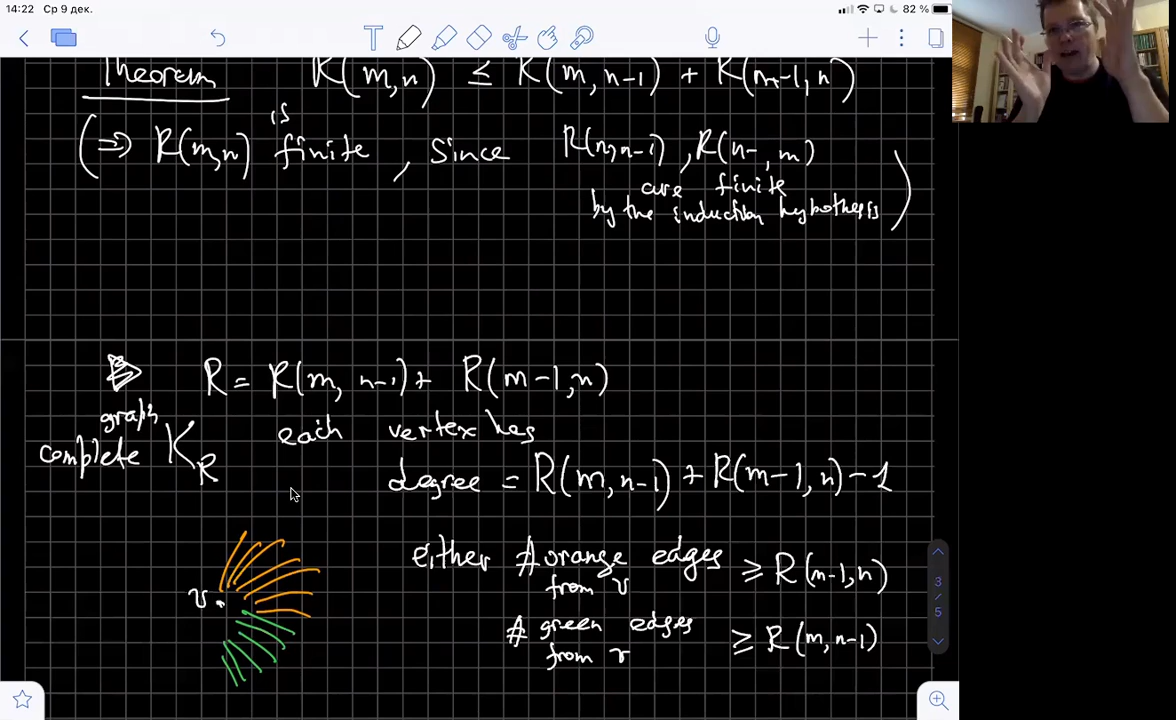 14:22 Ср 9 дек.
82 %
Theorem R(m,n) ≤ R(m,n-1) + R(m-1,n)
(⇒ R(m,n) is finite, since R(m,n-1), R(n-, m)
are finite
by the induction hypothesis)
R = R(m, n-1) + R(m-1,n)
graph
complete K_R
each vertex has
degree = R(m,n-1) + R(m-1,n) - 1
either # orange edges ≥ R(m-1,n)
from v
v.
# green edges ≥ R(m,n-1)
from v
3/5